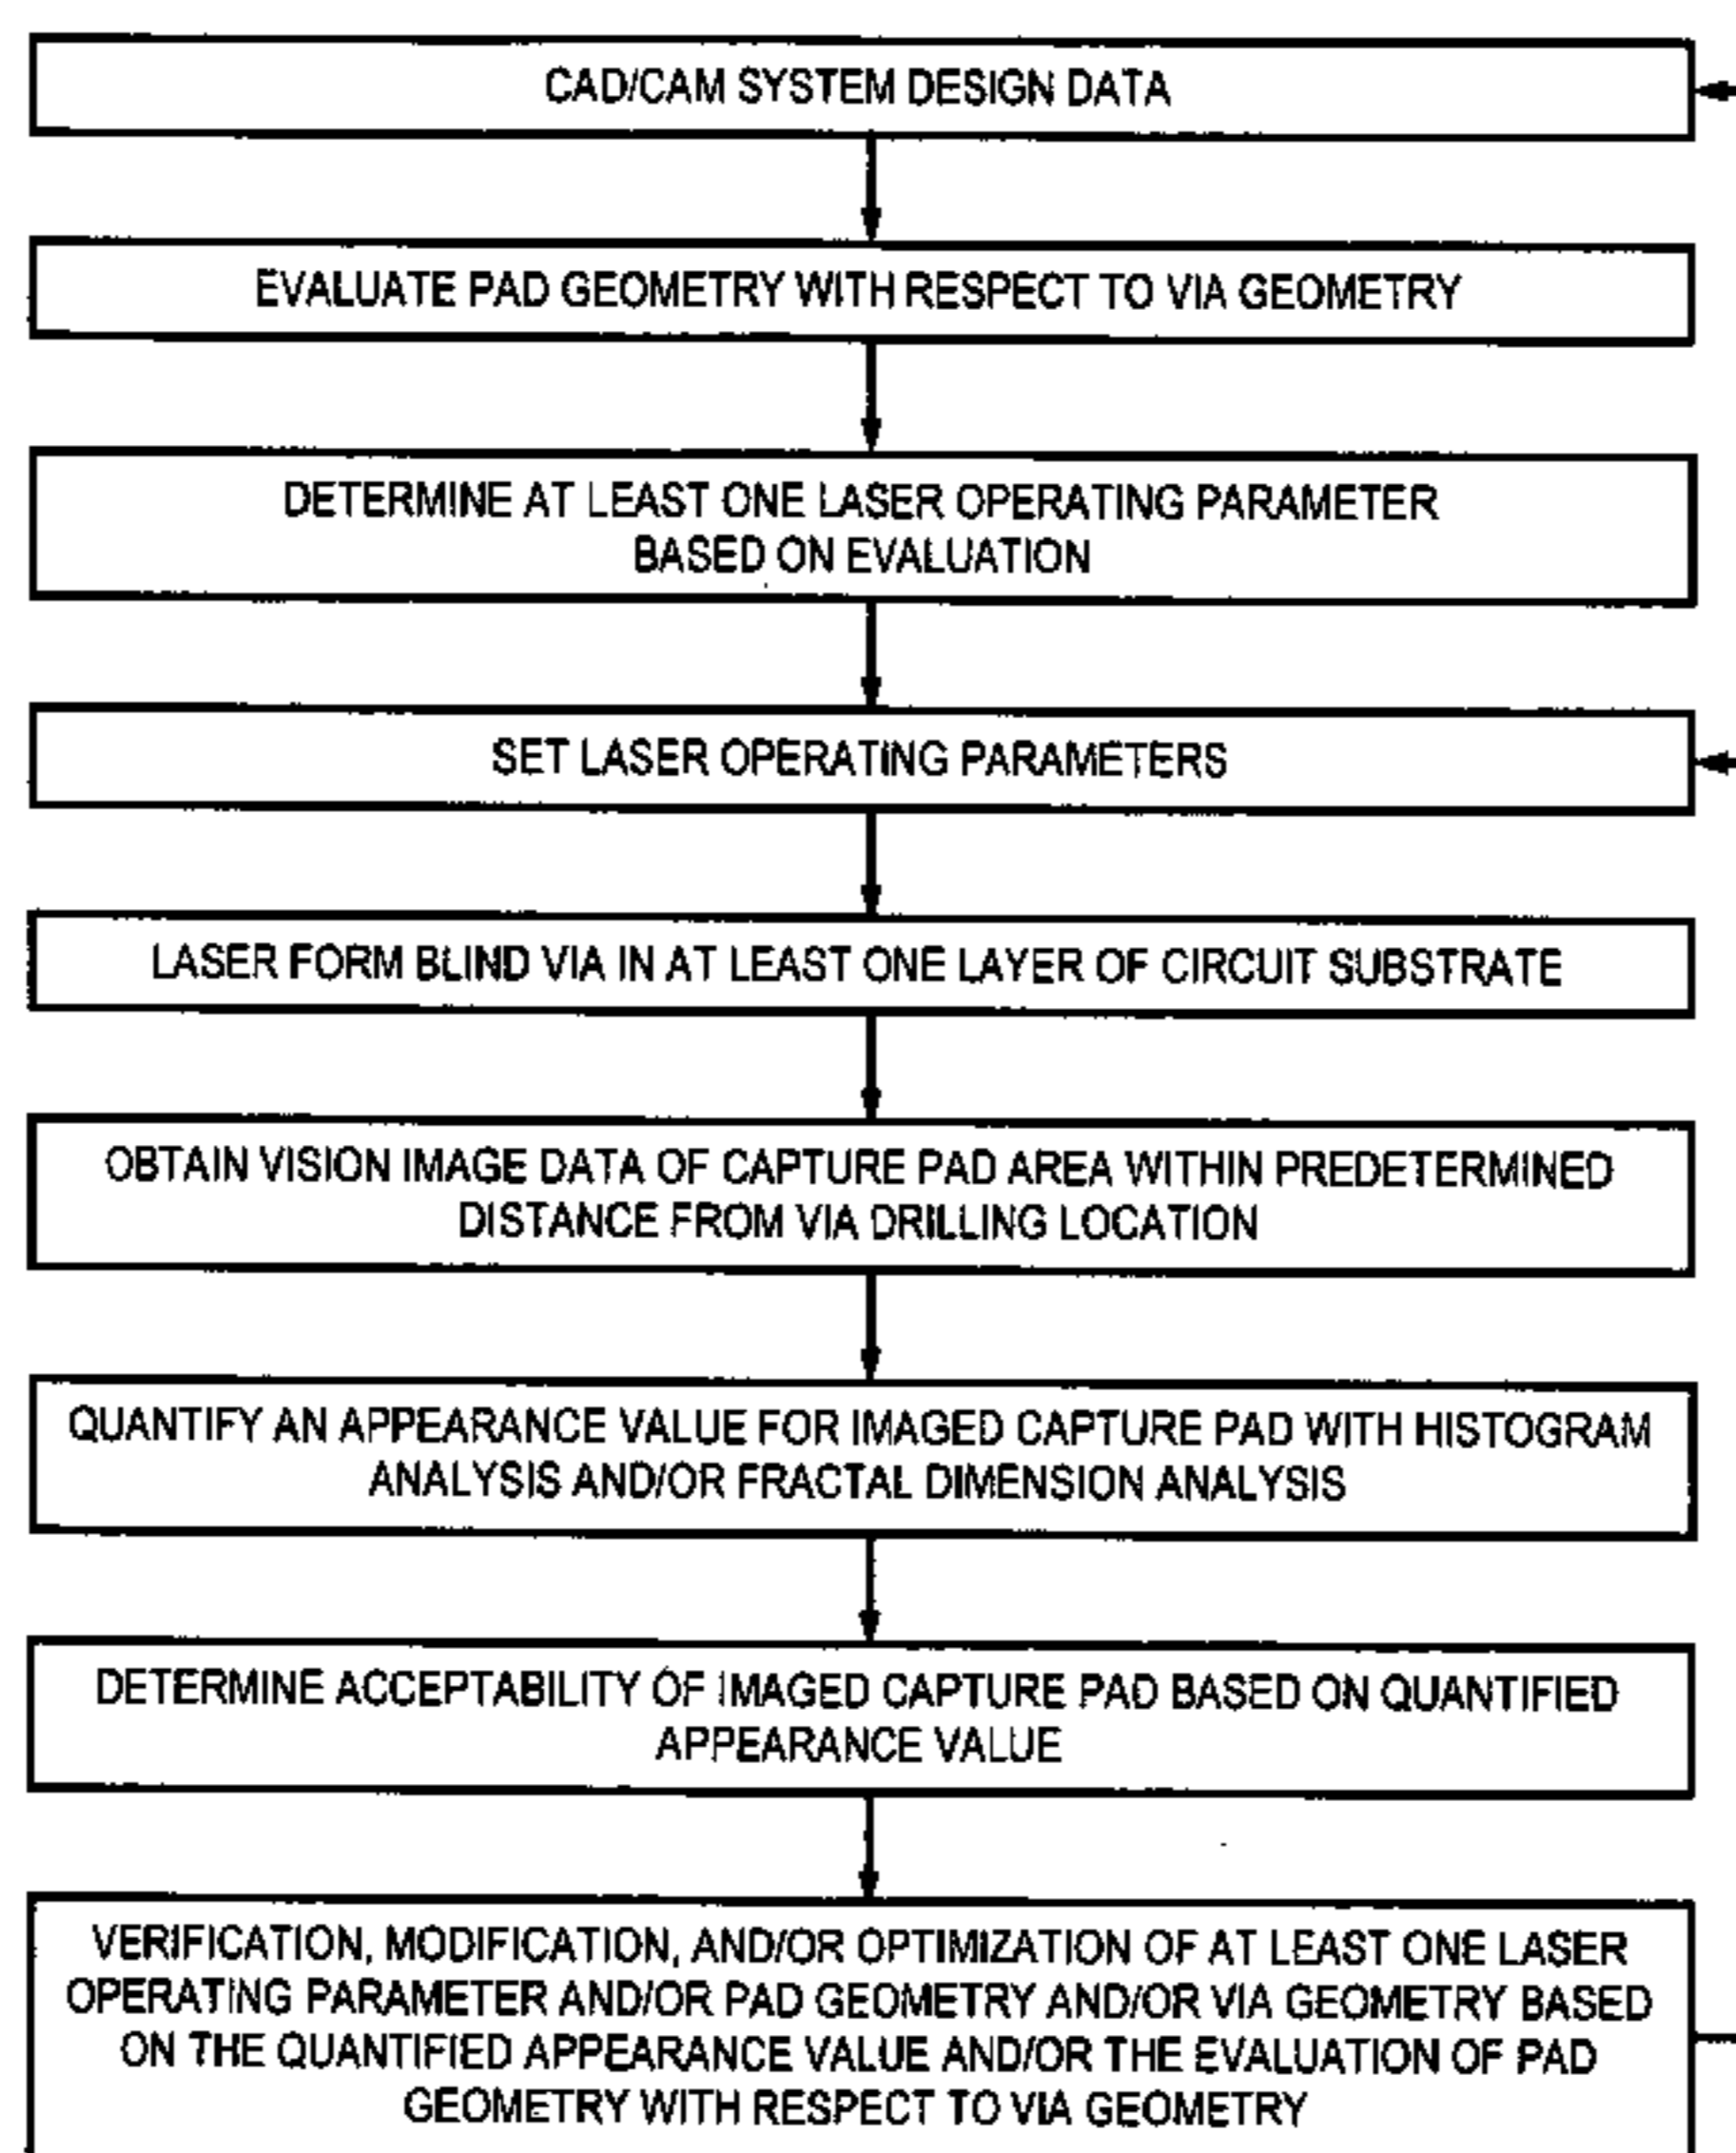 CAD/CAM SYSTEM DESIGN DATA
EVALUATE PAD GEOMETRY WITH RESPECT TO VIA GEOMETRY
DETERMINE AT LEAST ONE LASER OPERATING PARAMETER
BASED ON EVALUATION
SET LASER OPERATING PARAMETERS
LASER FORM BLIND VIA IN AT LEAST ONE LAYER OF CIRCUIT SUBSTRATE
OBTAIN VISION IMAGE DATA OF CAPTURE PAD AREA WITHIN PREDETERMINED
DISTANCE FROM VIA DRILLING LOCATION
QUANTIFY AN APPEARANCE VALUE FOR IMAGED CAPTURE PAD WITH HISTOGRAM
ANALYSIS AND/OR FRACTAL DIMENSION ANALYSIS
DETERMINE ACCEPTABILITY OF IMAGED CAPTURE PAD BASED ON QUANTIFIED
APPEARANCE VALUE
VERIFICATION, MODIFICATION, AND/OR OPTIMIZATION OF AT LEAST ONE LASER
OPERATING PARAMETER AND/OR PAD GEOMETRY AND/OR VIA GEOMETRY BASED
ON THE QUANTIFIED APPEARANCE VALUE AND/OR THE EVALUATION OF PAD
GEOMETRY WITH RESPECT TO VIA GEOMETRY